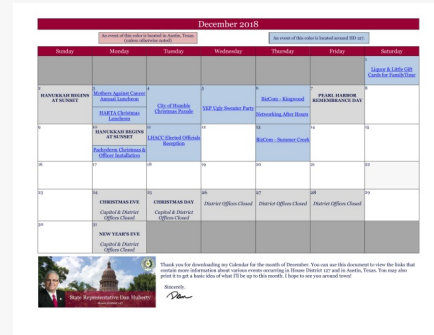 December 2018
An event of this color is located in Austin, Texas.
(unless otherwise noted)
An event of this color is located around HD 127
Sunday Monday Tuesday Wednesday Thursday Friday Saturday
1
Liquor & Little Gift
Cards for FamilyTime
2
HANUKKAH BEGINS
AT SUNSET
3
Mothers Against Cancer
Annual Luncheon
HARTA Christmas
Luncheon
4
City of Humble
Christmas Parade
5
YKP Ugly Sweater Party
6
BizCom - Kingwood
Networking After Hours
7
PEARL HARBOR
REMEMBRANCE DAY
8
9
10
HANUKKAH BEGINS
AT SUNSET
Pachyderm Christmas &
Officer Installation
11
LHACC Elected Officials
Reception
12
13
BizCom - Summer Creek
14
15
16
17
18
19
20
21
22
23
24
CHRISTMAS EVE
Capitol & District
Offices Closed
25
CHRISTMAS DAY
Capitol & District
Offices Closed
26
District Offices Closed
27
District Offices Closed
28
District Offices Closed
29
30
31
NEW YEAR'S EVE
Capitol & District
Offices Closed
State Representative Dan Huberty
Thank you for downloading my Calendar for the month of December. You can use this document to view the links that
contain more information about various events occurring in House District 127 and in Austin, Texas. You may also
print it to get a basic idea of what I'll be up to this month. I hope to see you around town!
Sincerely,
Dan